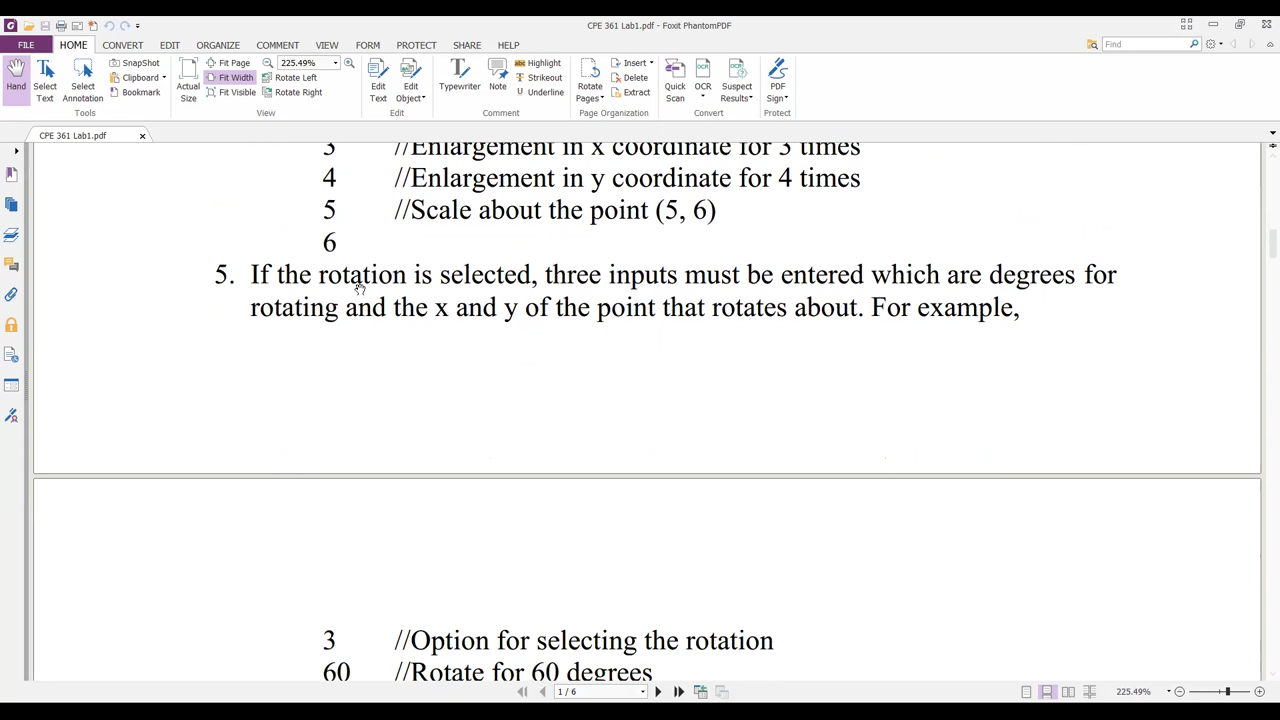 CPE 361 Lab1.pdf - Foxit PhantomPDF
FILE HOME CONVERT EDIT ORGANIZE COMMENT VIEW FORM PROTECT SHARE HELP
Find
Hand
Select Text
Select Annotation
SnapShot
Clipboard
Bookmark
Tools
Actual Size
Fit Page
Fit Width
Fit Visible
225.49%
Rotate Left
Rotate Right
View
Edit Text
Edit Object
Edit
Typewriter
Note
Highlight
Strikeout
Underline
Comment
Rotate Pages
Insert
Delete
Extract
Page Organization
Quick Scan
OCR
Suspect Results
Convert
PDF Sign
Protect
CPE 361 Lab1.pdf
3 //Enlargement in x coordinate for 3 times
4 //Enlargement in y coordinate for 4 times
5 //Scale about the point (5, 6)
6
5. If the rotation is selected, three inputs must be entered which are degrees for
rotating and the x and y of the point that rotates about. For example,
3 //Option for selecting the rotation
60 //Rotate for 60 degrees
1 / 6
225.49%